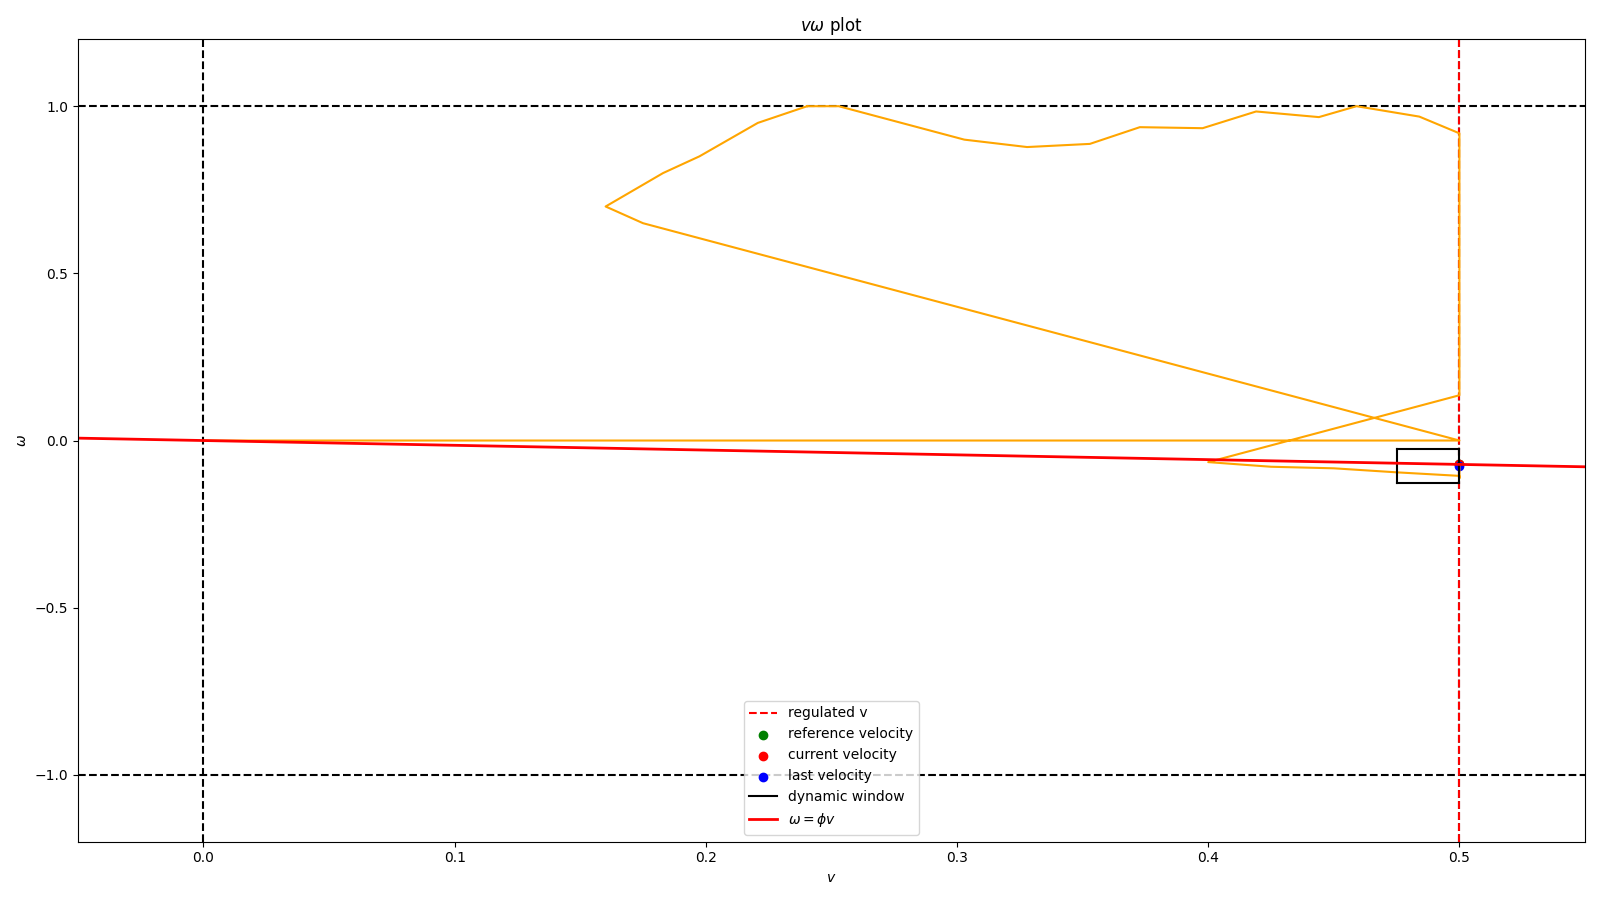 vω plot
1.0
0.5
0.0
−0.5
−1.0
ω
0.0 0.1 0.2 0.3 0.4 0.5
v
regulated v
reference velocity
current velocity
last velocity
dynamic window
ω = ϕv